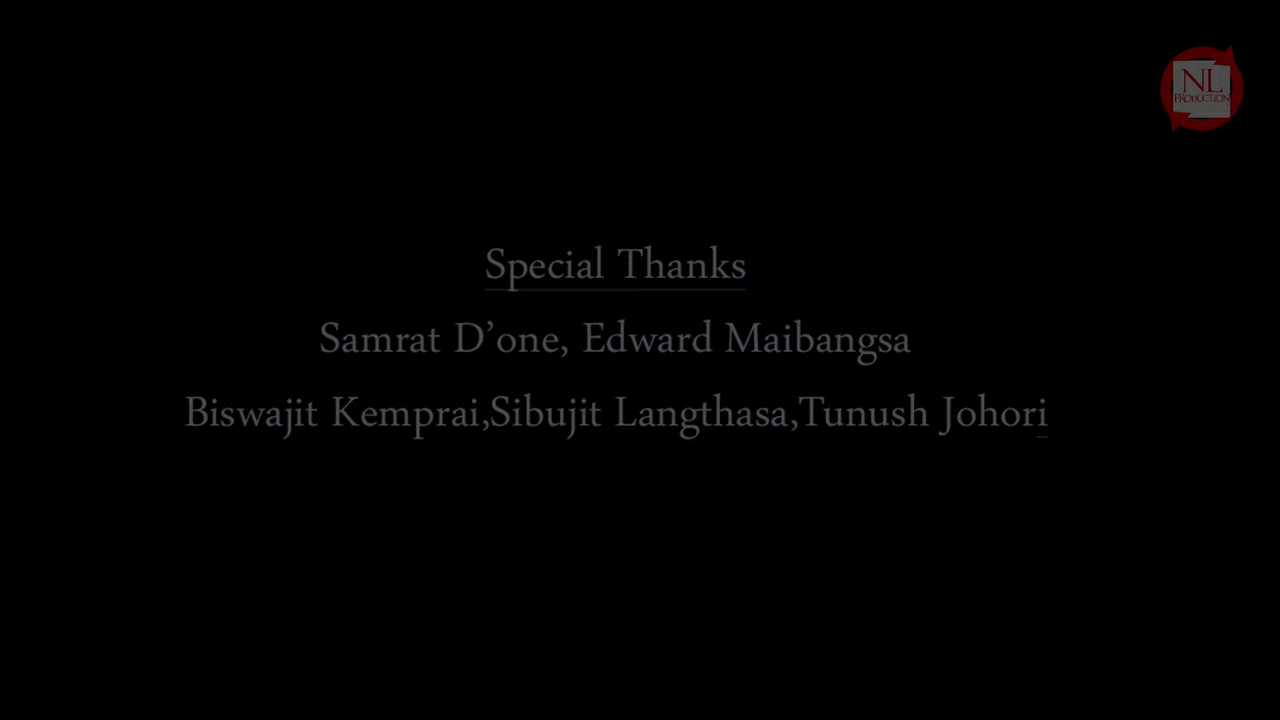 NL
PRODUCTION
Special Thanks
Samrat D’one, Edward Maibangsa
Biswajit Kemprai,Sibujit Langthasa,Tunush Johori